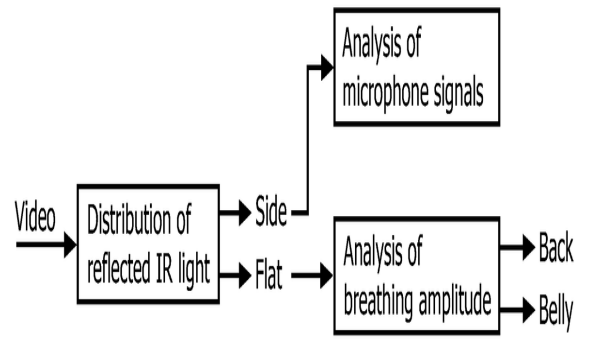 Analysis of
microphone signals
Video
Distribution of
reflected IR light
Side
Flat
Analysis of
breathing amplitude
Back
Belly